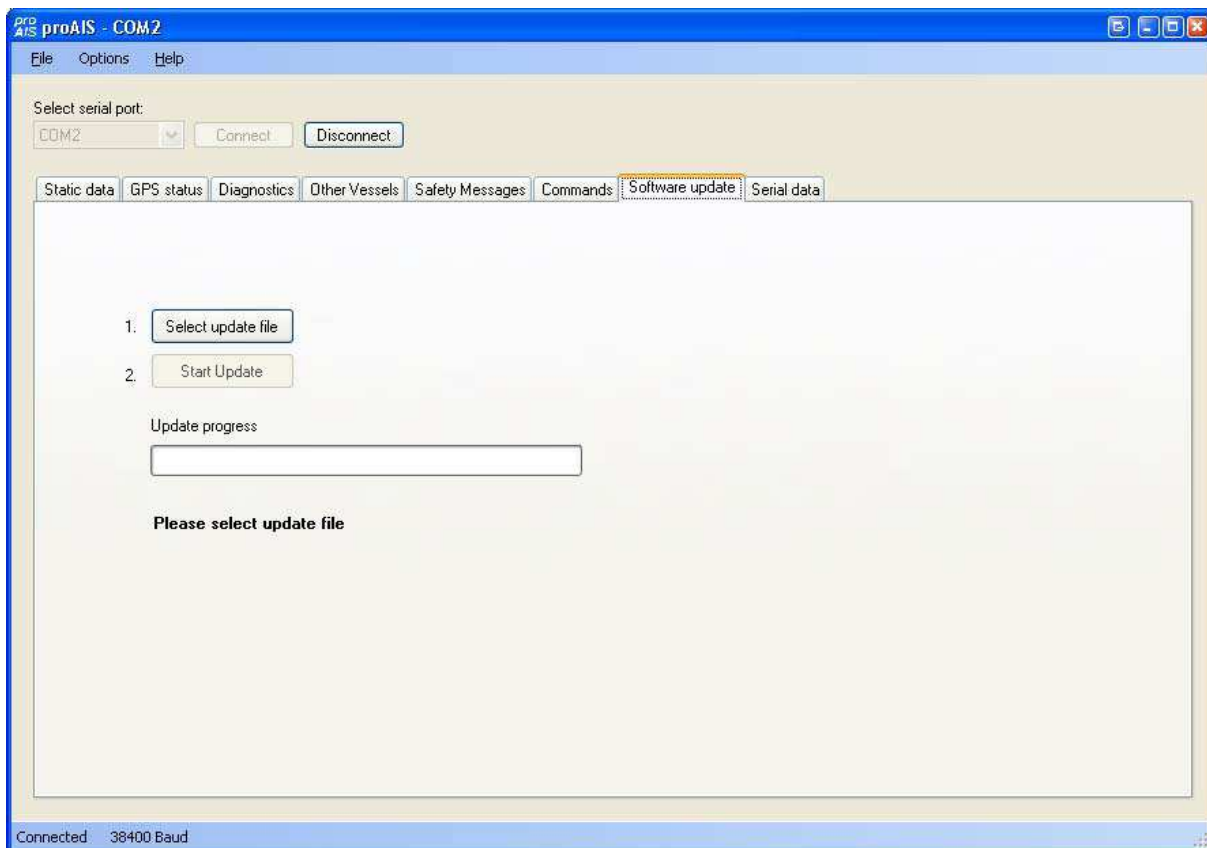 pro AIS proAIS - COM2
File Options Help
Select serial port:
COM2 Connect Disconnect
Static data GPS status Diagnostics Other Vessels Safety Messages Commands Software update Serial data
1. Select update file
2. Start Update
Update progress
Please select update file
Connected 38400 Baud